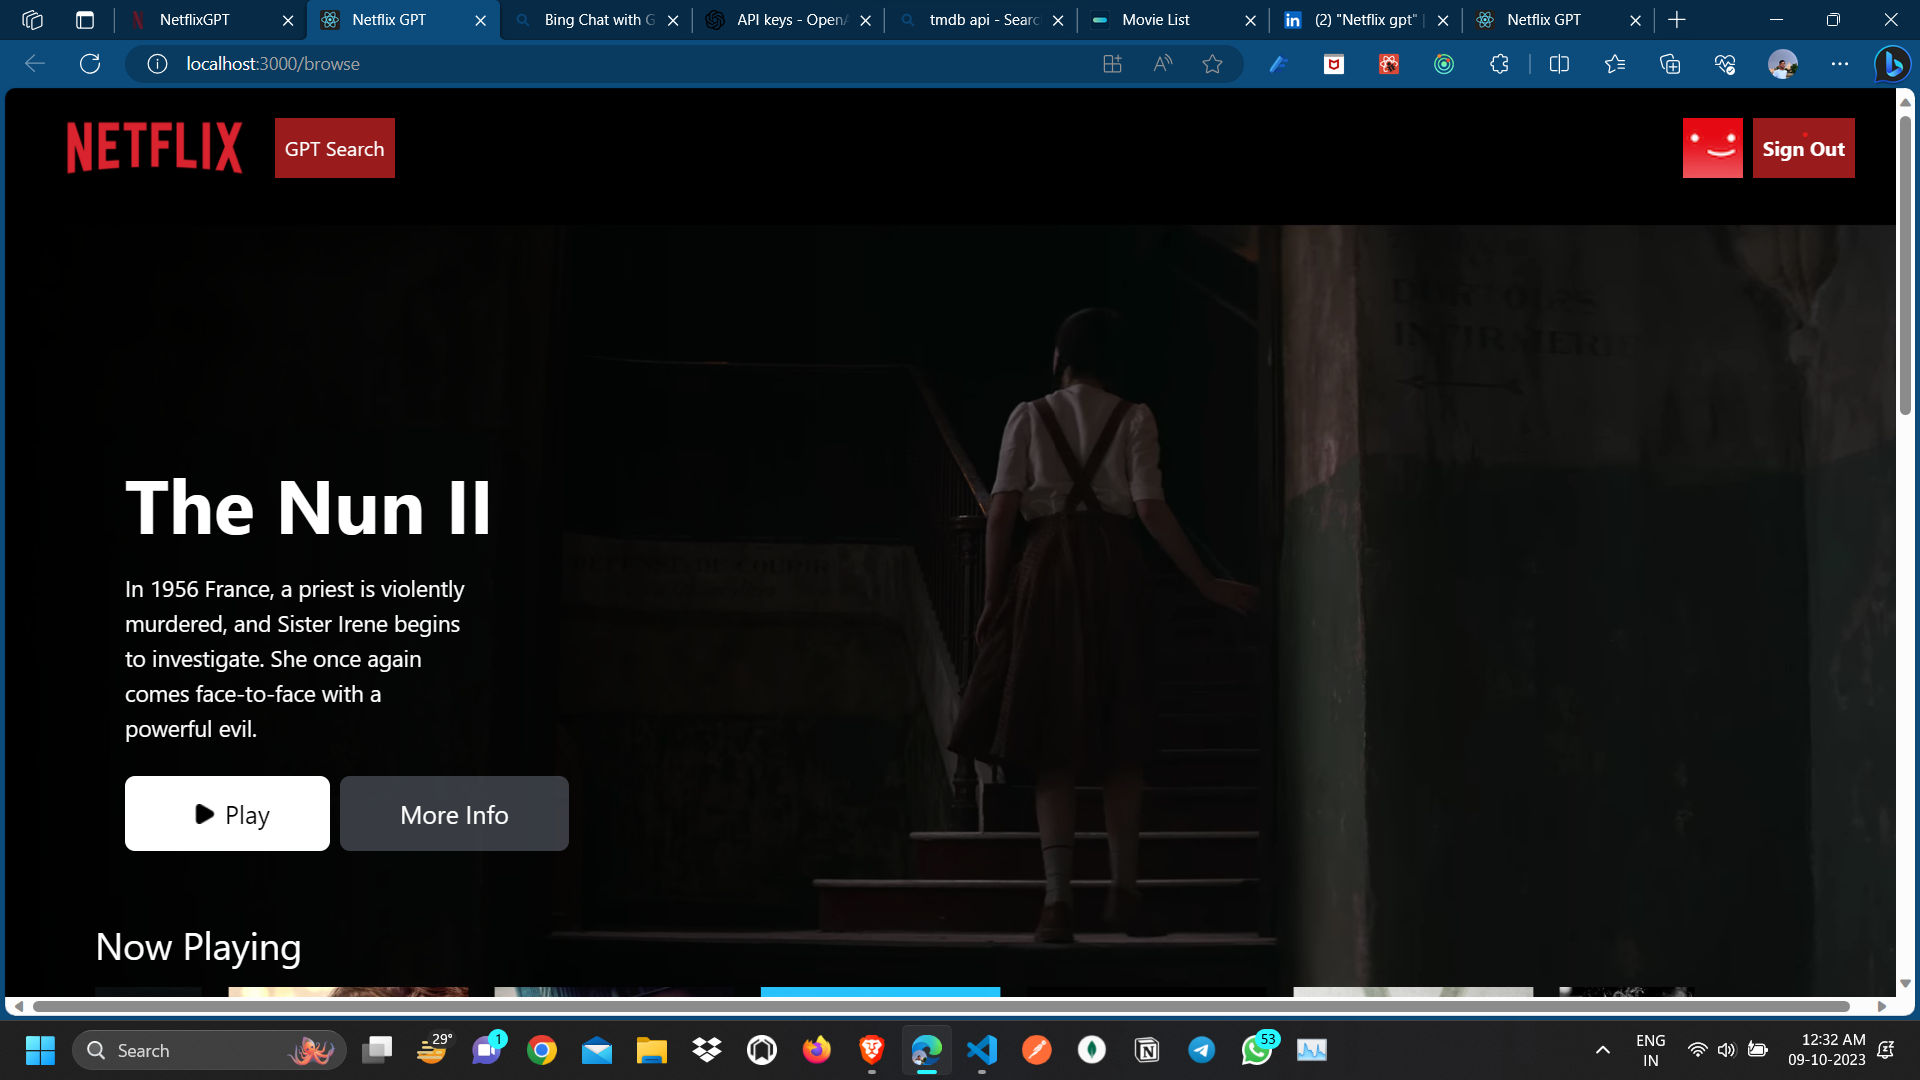 NetflixGPT
Netflix GPT
Bing Chat with G
API keys - OpenA
tmdb api - Searc
Movie List
(2) "Netflix gpt" |
Netflix GPT
localhost:3000/browse
NETFLIX
GPT Search
Sign Out
The Nun II
In 1956 France, a priest is violently
murdered, and Sister Irene begins
to investigate. She once again
comes face-to-face with a
powerful evil.
Play
More Info
Now Playing
Search
29°
1
53
ENG
IN
12:32 AM
09-10-2023